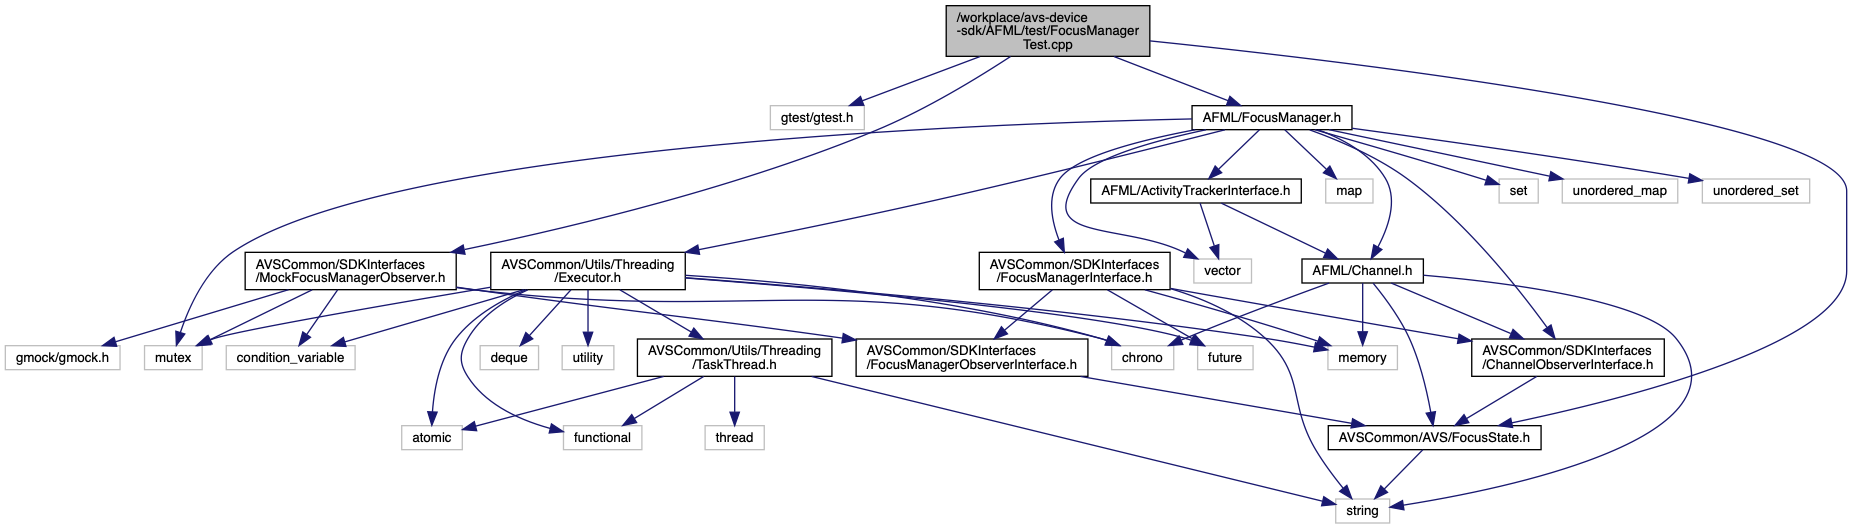 /workplace/avs-device
-sdk/AFML/test/FocusManager
Test.cpp
gtest/gtest.h
AFML/FocusManager.h
AFML/ActivityTrackerInterface.h
map
set
unordered_map
unordered_set
AVSCommon/SDKInterfaces
/MockFocusManagerObserver.h
AVSCommon/Utils/Threading
/Executor.h
AVSCommon/SDKInterfaces
/FocusManagerInterface.h
vector
AFML/Channel.h
gmock/gmock.h
mutex
condition_variable
deque
utility
AVSCommon/Utils/Threading
/TaskThread.h
AVSCommon/SDKInterfaces
/FocusManagerObserverInterface.h
chrono
future
memory
AVSCommon/SDKInterfaces
/ChannelObserverInterface.h
atomic
functional
thread
AVSCommon/AVS/FocusState.h
string